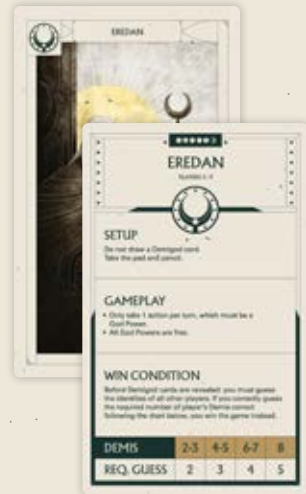 EREDAN
EREDAN
PLAYERS 3-9
SETUP
Do not draw a Demigod card.
Take the pad and pencil.
GAMEPLAY
• Only take 1 action per turn, which must be a
God Power.
• All God Powers are free.
WIN CONDITION
Before Demigod cards are revealed you must guess
the identities of all other players. If you correctly guess
the required number of player's Demis correct
following the chart below, you win the game instead.
DEMIS 2-3 4-5 6-7 8
REQ. GUESS 2 3 4 5